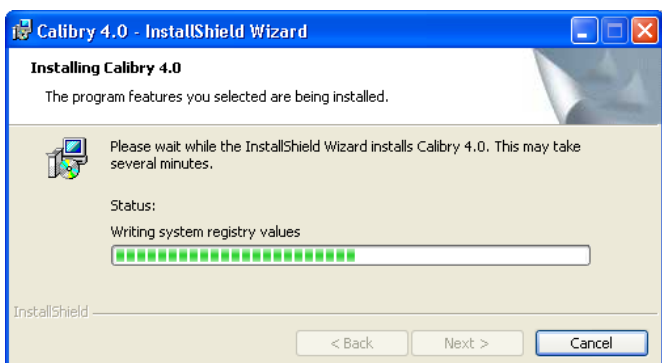 Calibry 4.0 - InstallShield Wizard
Installing Calibry 4.0
The program features you selected are being installed.
Please wait while the InstallShield Wizard installs Calibry 4.0. This may take
several minutes.
Status:
Writing system registry values
InstallShield
< Back Next > Cancel